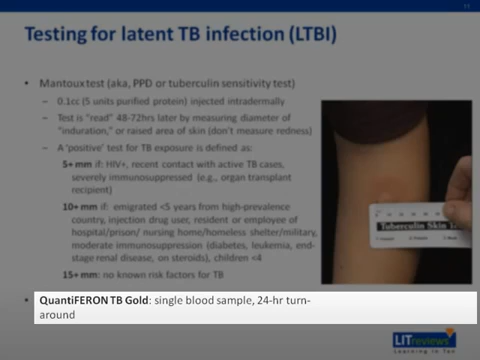 11
Testing for latent TB infection (LTBI)
• Mantoux test (aka, PPD or tuberculin sensitivity test)
– 0.1cc (5 units purified protein) injected intradermally
– Test is "read" 48-72hrs later by measuring diameter of
"induration," or raised area of skin (don't measure redness)
– A 'positive' test for TB exposure is defined as:
5+ mm if: HIV+, recent contact with active TB cases,
severely immunosuppressed (e.g., organ transplant
recipient)
10+ mm if: emigrated <5 years from high-prevalence
country, injection drug user, resident or employee of
hospital/prison/ nursing home/homeless shelter/military,
moderate immunosuppression (diabetes, leukemia, end-
stage renal disease, on steroids), children <4
15+ mm: no known risk factors for TB
Tuberculin Skin
• QuantiFERON TB Gold: single blood sample, 24-hr turn-
around
LITreviews
Learning in Ten